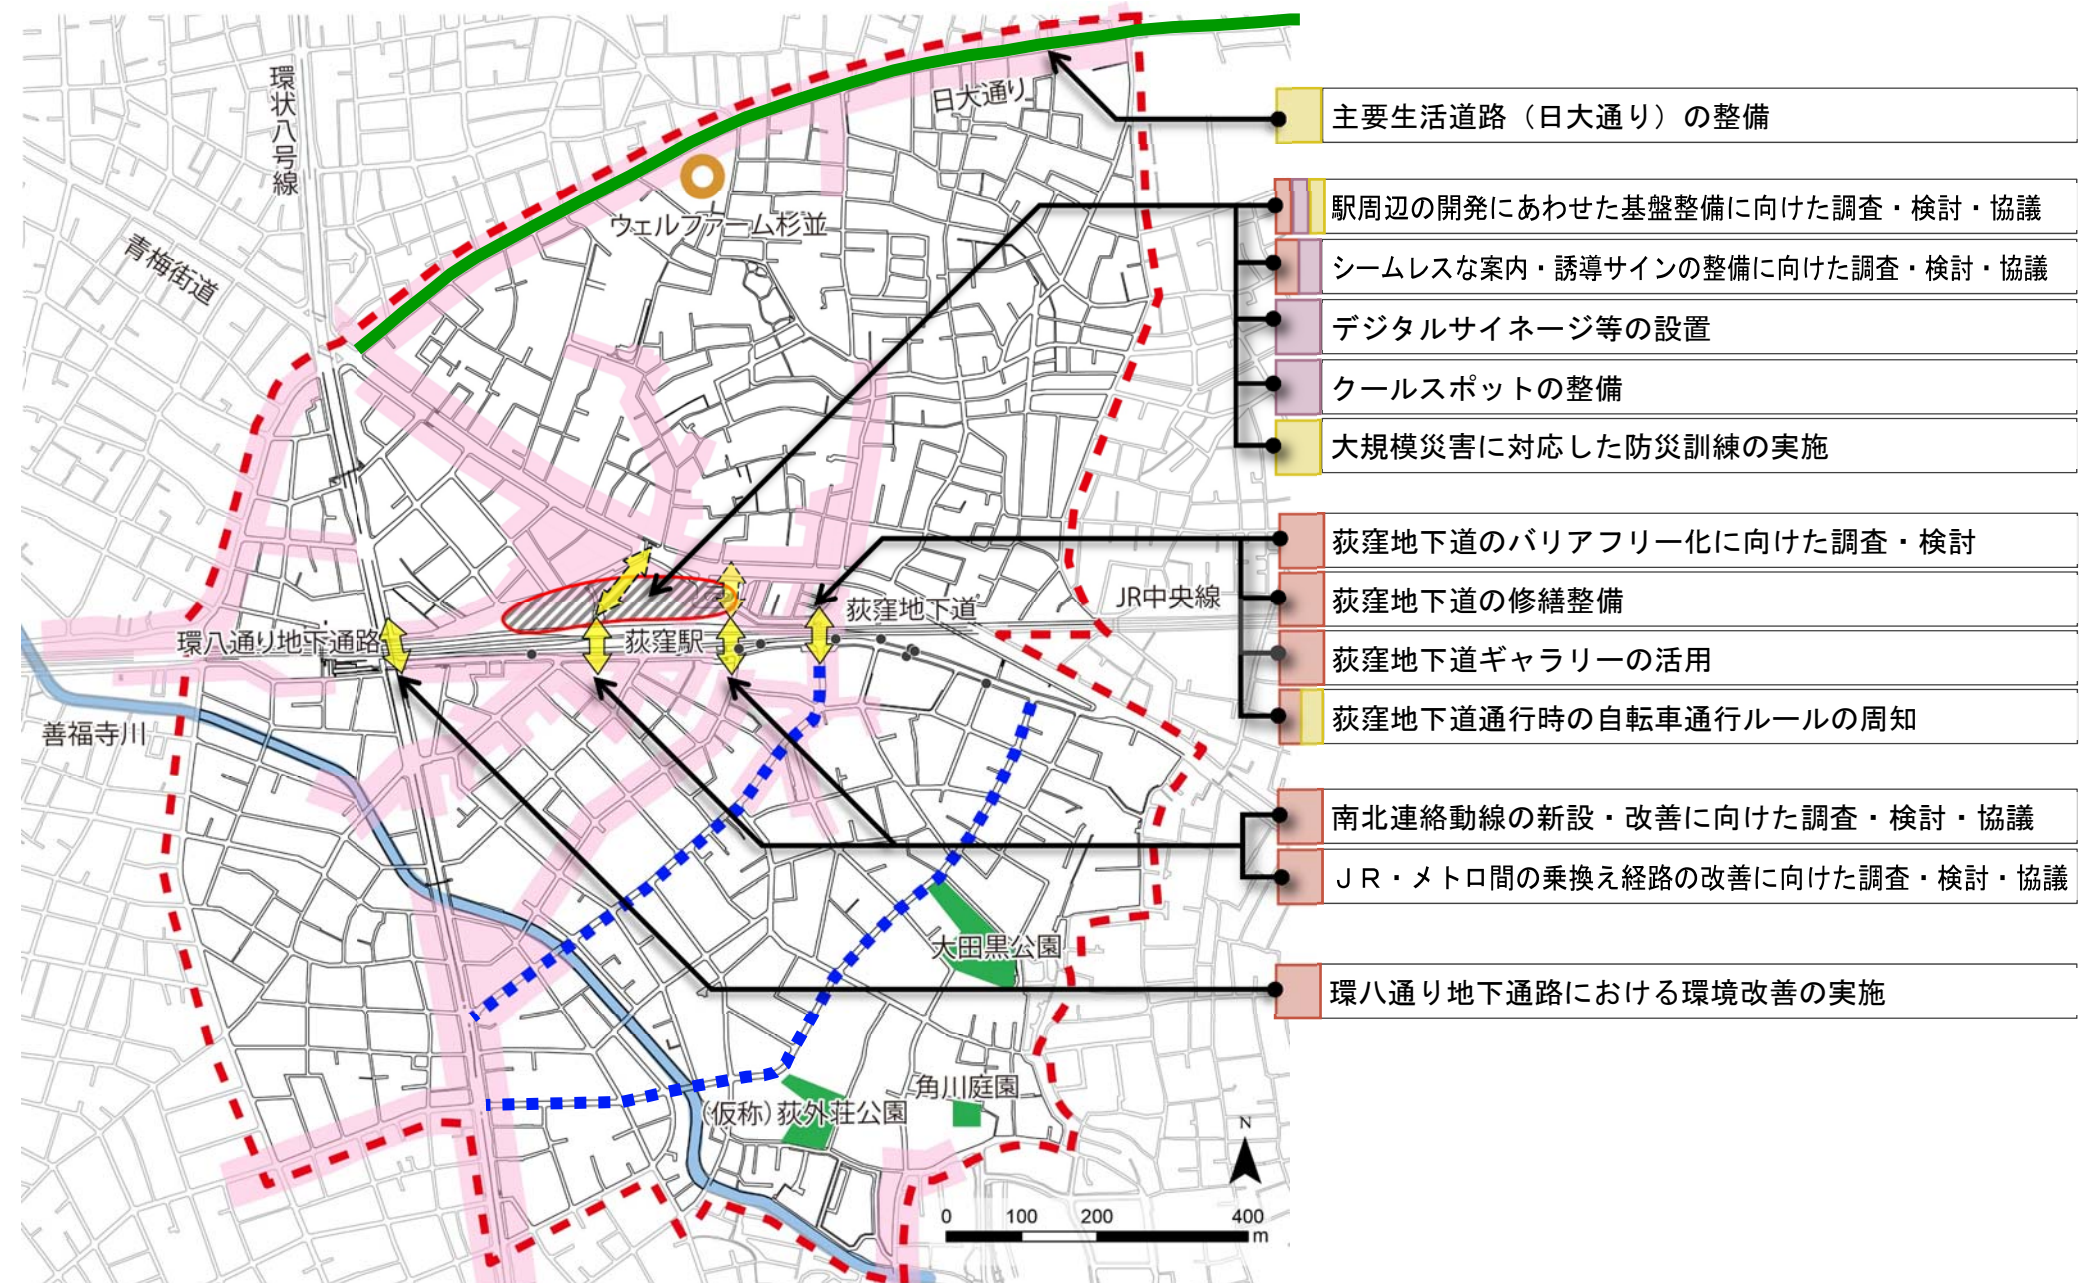 環状八号線
日大通り
ウェルファーム杉並
青梅街道
環八通り地下通路
荻窪駅
荻窪地下道
JR中央線
善福寺川
大田黒公園
角川庭園
(仮称)荻外荘公園
N
0 100 200 400
m
主要生活道路（日大通り）の整備
駅周辺の開発にあわせた基盤整備に向けた調査・検討・協議
シームレスな案内・誘導サインの整備に向けた調査・検討・協議
デジタルサイネージ等の設置
クールスポットの整備
大規模災害に対応した防災訓練の実施
荻窪地下道のバリアフリー化に向けた調査・検討
荻窪地下道の修繕整備
荻窪地下道ギャラリーの活用
荻窪地下道通行時の自転車通行ルールの周知
南北連絡動線の新設・改善に向けた調査・検討・協議
ＪＲ・メトロ間の乗換え経路の改善に向けた調査・検討・協議
環八通り地下通路における環境改善の実施